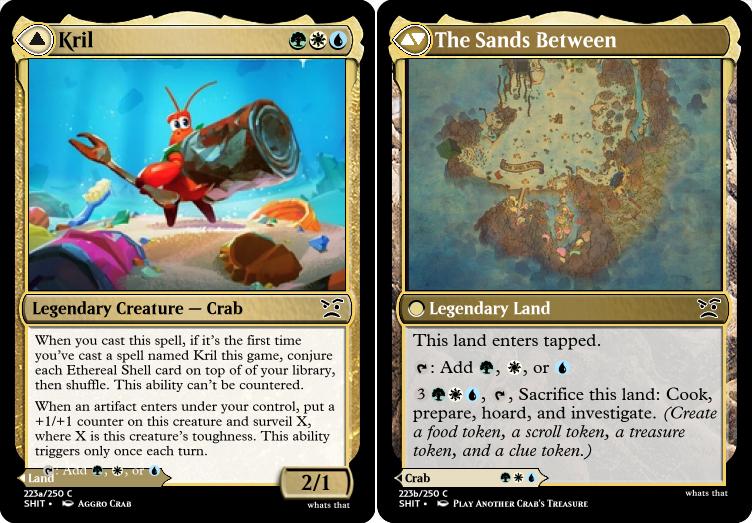 Kril
Legendary Creature — Crab
When you cast this spell, if it's the first time
you've cast a spell named Kril this game, conjure
each Ethereal Shell card on top of of your library,
then shuffle. This ability can't be countered.
When an artifact enters under your control, put a
+1/+1 counter on this creature and surveil X,
where X is this creature's toughness. This ability
triggers only once each turn.
: Add , , or
Land
2/1
223a/250 C
SHIT • Aggro Crab
whats that
The Sands Between
Legendary Land
This land enters tapped.
: Add , , or
3 , , Sacrifice this land: Cook,
prepare, hoard, and investigate. (Create
a food token, a scroll token, a treasure
token, and a clue token.)
Crab
223b/250 C
SHIT • Play Another Crab's Treasure
whats that